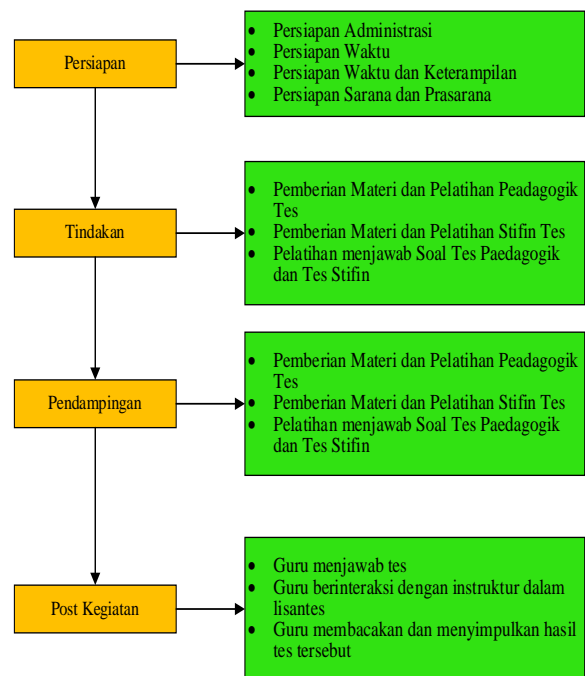 Persiapan
• Persiapan Administrasi
• Persiapan Waktu
• Persiapan Waktu dan Keterampilan
• Persiapan Sarana dan Prasarana
Tindakan
• Pemberian Materi dan Pelatihan Peadagogik
Tes
• Pemberian Materi dan Pelatihan Stifin Tes
• Pelatihan menjawab Soal Tes Paedagogik
dan Tes Stifin
Pendampingan
• Pemberian Materi dan Pelatihan Peadagogik
Tes
• Pemberian Materi dan Pelatihan Stifin Tes
• Pelatihan menjawab Soal Tes Paedagogik
dan Tes Stifin
Post Kegiatan
• Guru menjawab tes
• Guru berinteraksi dengan instruktur dalam
lisantes
• Guru membacakan dan menyimpulkan hasil
tes tersebut